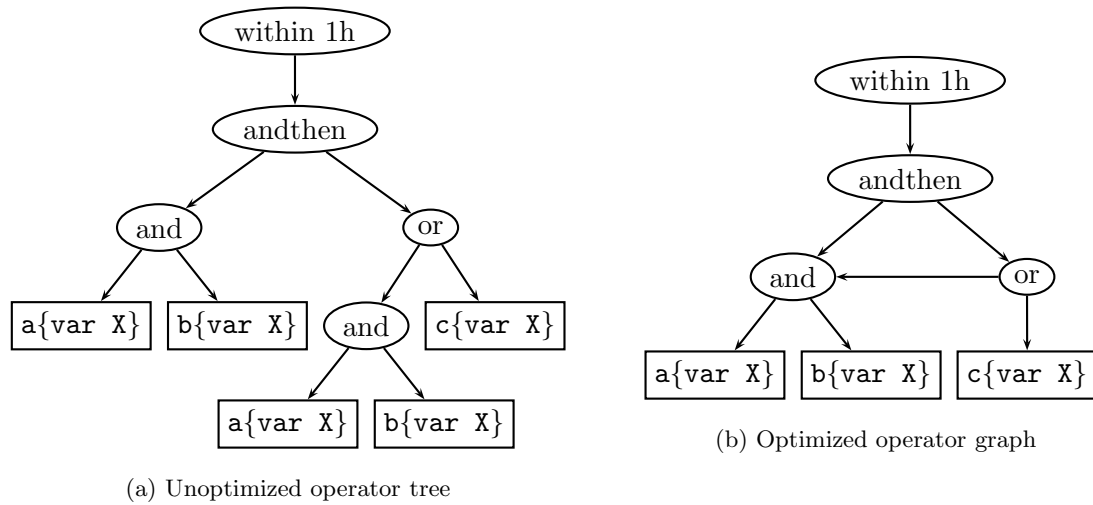 within 1h
andthen
and
or
a{var X}
b{var X}
and
c{var X}
a{var X}
b{var X}
(a) Unoptimized operator tree
within 1h
andthen
and
or
a{var X}
b{var X}
c{var X}
(b) Optimized operator graph